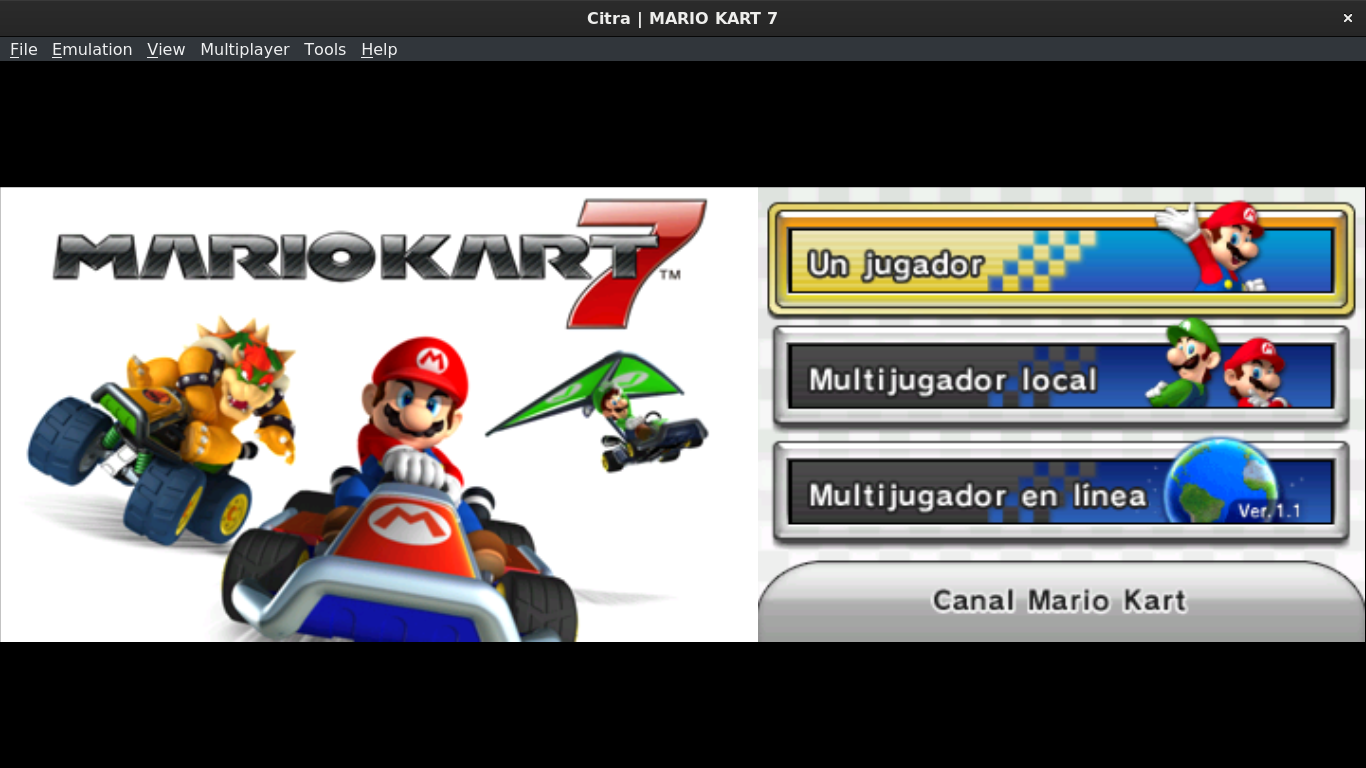 Citra | MARIO KART 7
×
File Emulation View Multiplayer Tools Help
MARIO KART 7 ™
M
M
Un jugador
Multijugador local
Multijugador en línea
Ver. 1.1
Canal Mario Kart